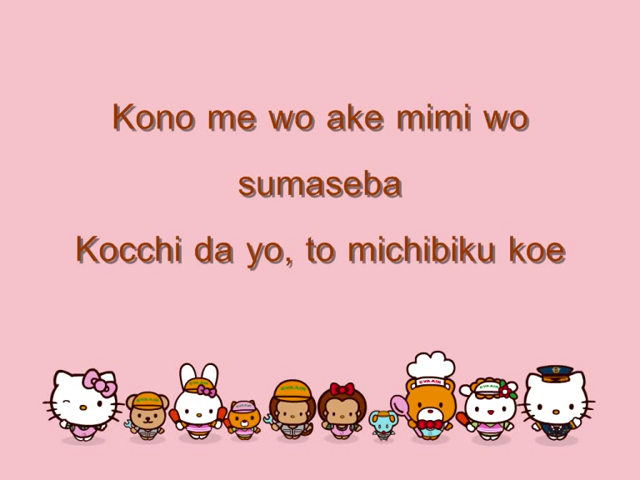 Kono me wo ake mimi wo
sumaseba
Kocchi da yo, to michibiku koe